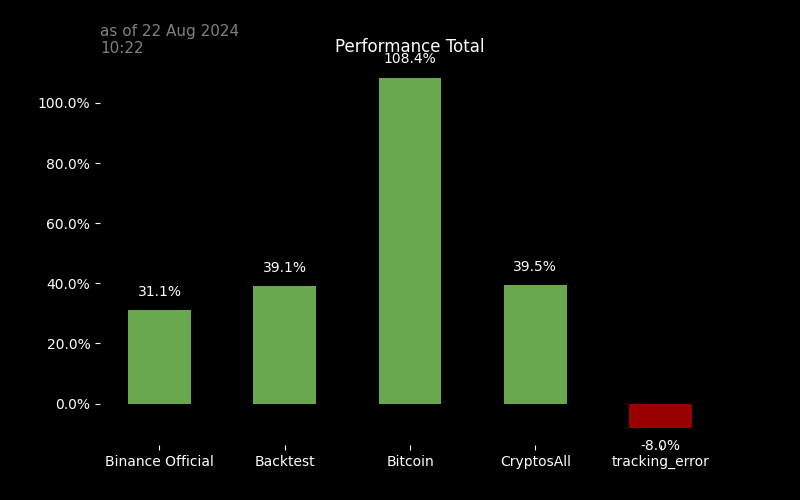 as of 22 Aug 2024
10:22
Performance Total
108.4%
100.0%
80.0%
60.0%
40.0%
20.0%
0.0%
31.1%
39.1%
39.5%
-8.0%
Binance Official
Backtest
Bitcoin
CryptosAll
tracking_error